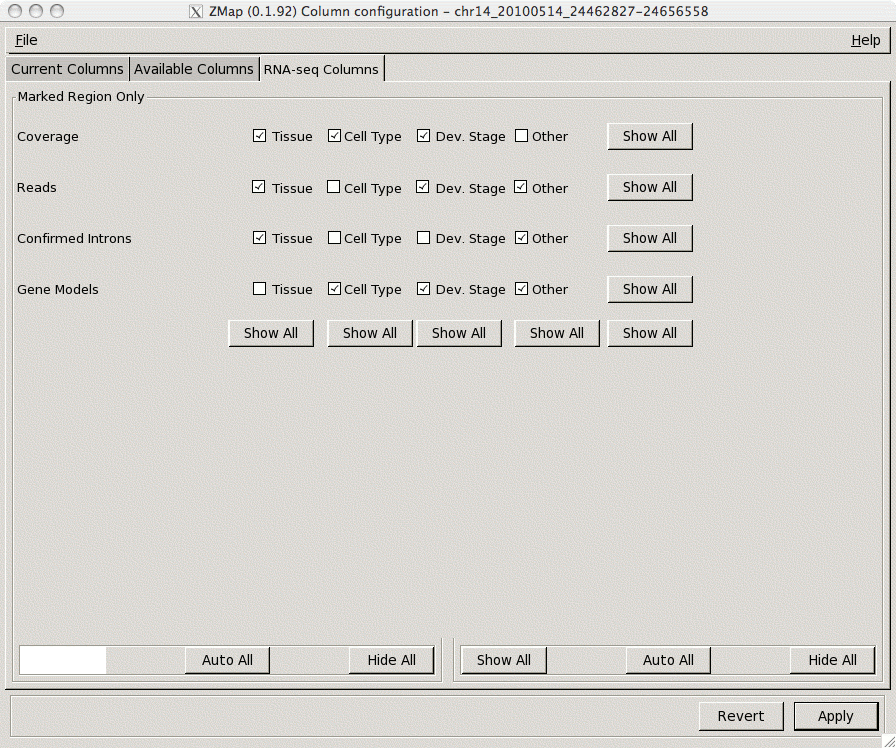 X ZMap (0.1.92) Column configuration – chr14_20100514_24462827-24656558
File Help
Current Columns Available Columns RNA-seq Columns
Marked Region Only
Coverage Tissue Cell Type Dev. Stage Other Show All
Reads Tissue Cell Type Dev. Stage Other Show All
Confirmed Introns Tissue Cell Type Dev. Stage Other Show All
Gene Models Tissue Cell Type Dev. Stage Other Show All
Show All Show All Show All Show All Show All
Auto All Hide All Show All Auto All Hide All
Revert Apply